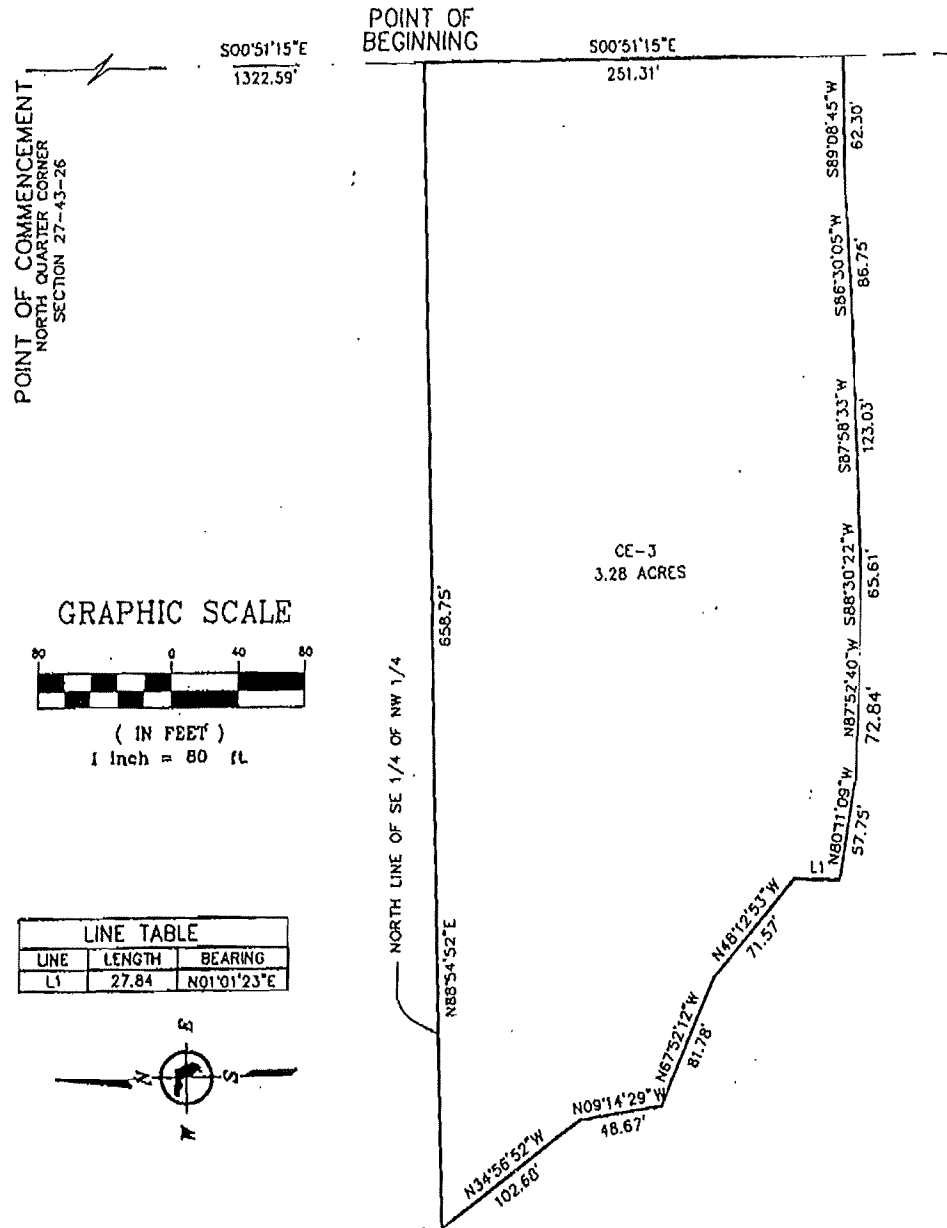 POINT OF
BEGINNING
S00°51'15"E
1322.59'
S00°51'15"E
251.31'
POINT OF COMMENCEMENT
NORTH QUARTER CORNER
SECTION 27-43-26
S89°08'45"W
62.30'
S86°30'05"W
86.75'
S87°58'33"W
123.03'
S88°30'22"W
65.61'
N87°52'40"W
72.84'
N80°11'09"W
57.75'
L1
N48°12'53"W
71.57'
N67°52'12"W
81.78'
N09°14'29"W
48.67'
N34°56'52"W
102.60'
CE-3
3.28 ACRES
658.75'
N88°54'52"E
NORTH LINE OF SE 1/4 OF NW 1/4
GRAPHIC SCALE
80 0 40 80
( IN FEET )
1 inch = 80 ft.
LINE TABLE
LINE LENGTH BEARING
L1 27.84 N01°01'23"E
E
N S
W